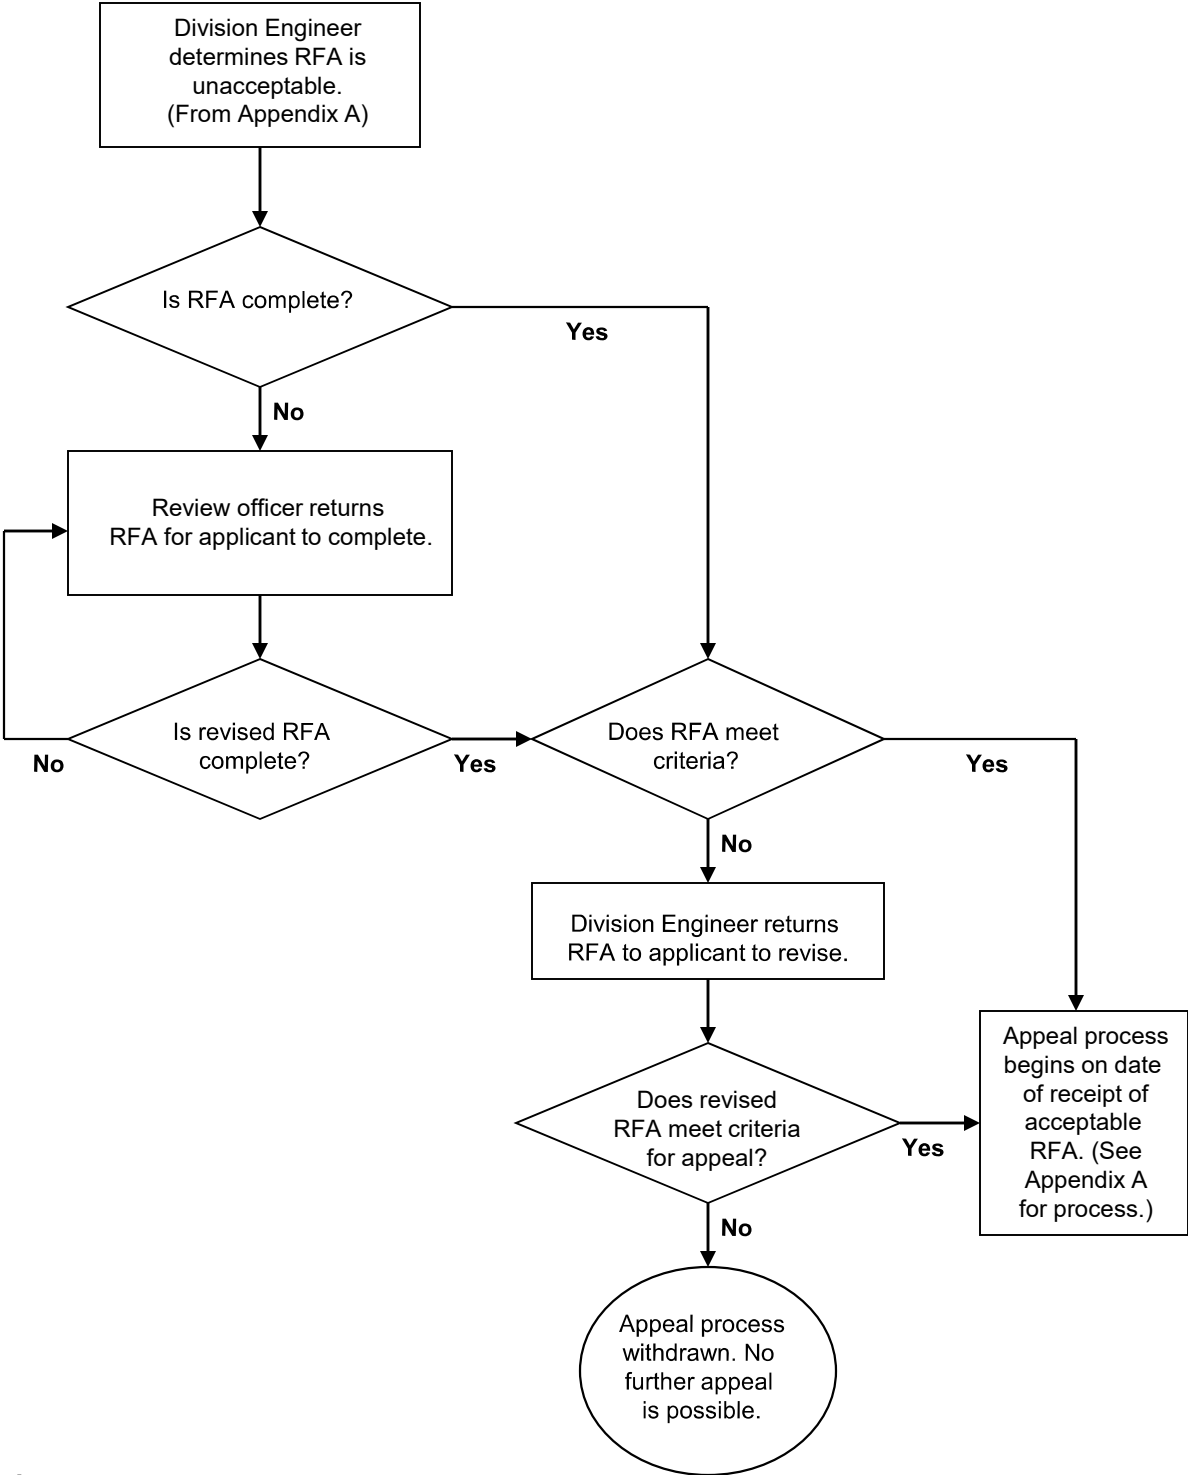 Division Engineer
determines RFA is
unacceptable.
(From Appendix A)
Is RFA complete?
Yes
No
Review officer returns
RFA for applicant to complete.
Is revised RFA
complete?
No
Yes
Does RFA meet
criteria?
Yes
No
Division Engineer returns
RFA to applicant to revise.
Does revised
RFA meet criteria
for appeal?
Yes
Appeal process
begins on date
of receipt of
acceptable
RFA. (See
Appendix A
for process.)
No
Appeal process
withdrawn. No
further appeal
is possible.